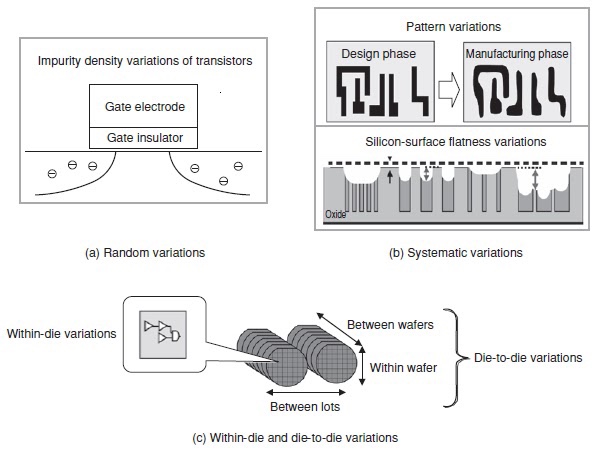 Impurity density variations of transistors
Gate electrode
Gate insulator
(a) Random variations
Pattern variations
Design phase
Manufacturing phase
Silicon-surface flatness variations
Oxide
(b) Systematic variations
Within-die variations
Between wafers
Within wafer
Between lots
Die-to-die variations
(c) Within-die and die-to-die variations